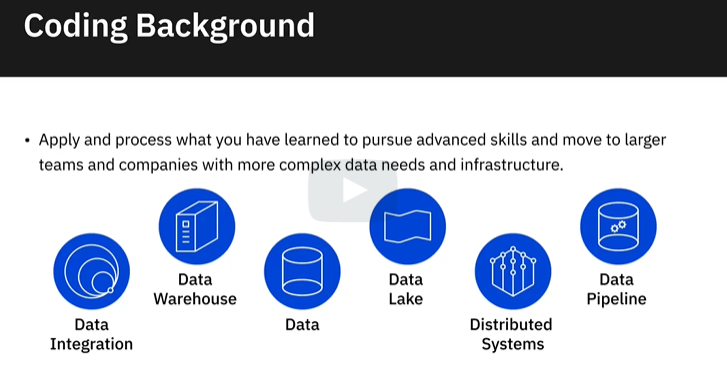 Coding Background
• Apply and process what you have learned to pursue advanced skills and move to larger
teams and companies with more complex data needs and infrastructure.
Data
Integration
Data
Warehouse
Data
Data
Lake
Distributed
Systems
Data
Pipeline